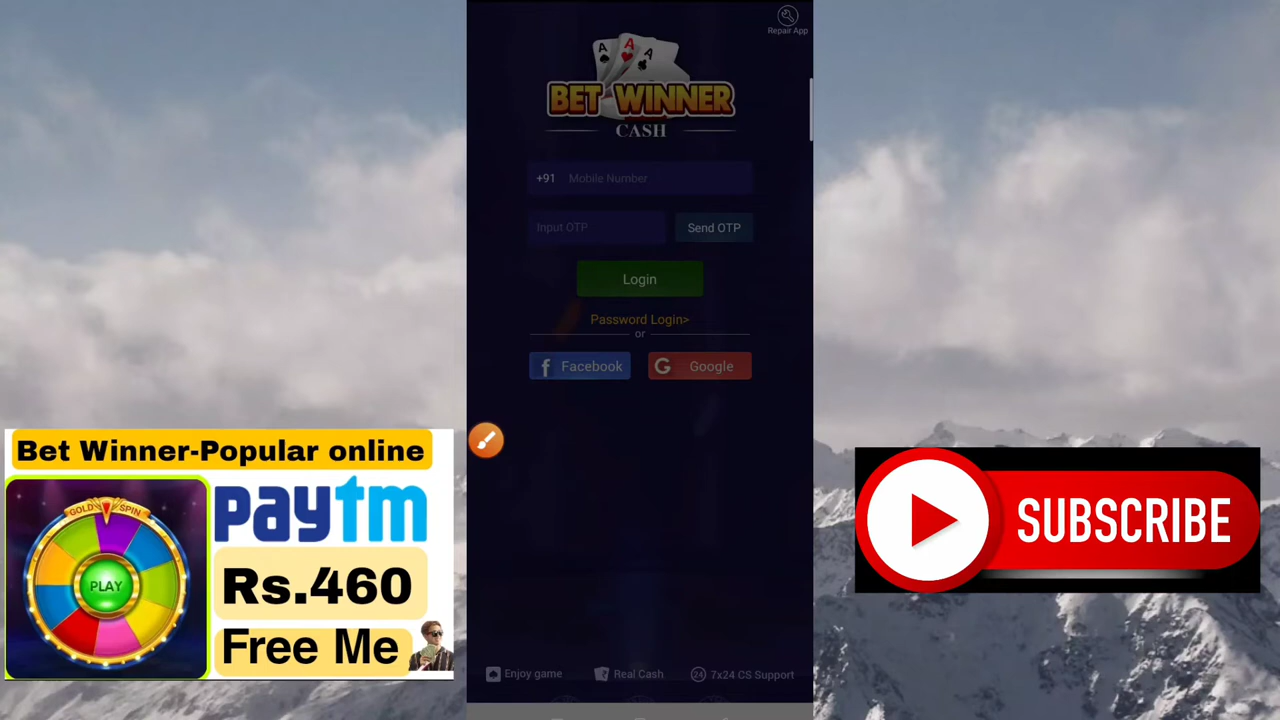 Repair App
A A A
BET WINNER
CASH
+91 Mobile Number
Input OTP Send OTP
Login
Password Login>
or
f Facebook G Google
Bet Winner-Popular online
GOLD SPIN
PLAY
paytm
Rs.460
Free Me
SUBSCRIBE
Enjoy game Real Cash 24 7x24 CS Support